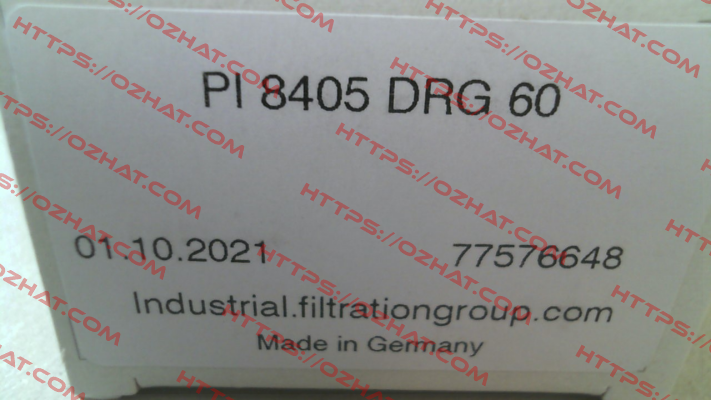 PI 8405 DRG 60
01.10.2021 77576648
Industrial.filtrationgroup.com
Made in Germany
HTTPS://OZHAT.COM